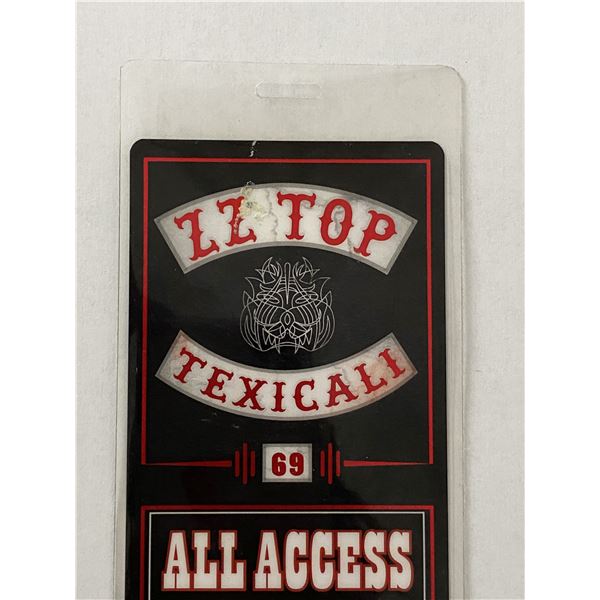 ZZ TOP
TEXICALI
69
ALL ACCESS